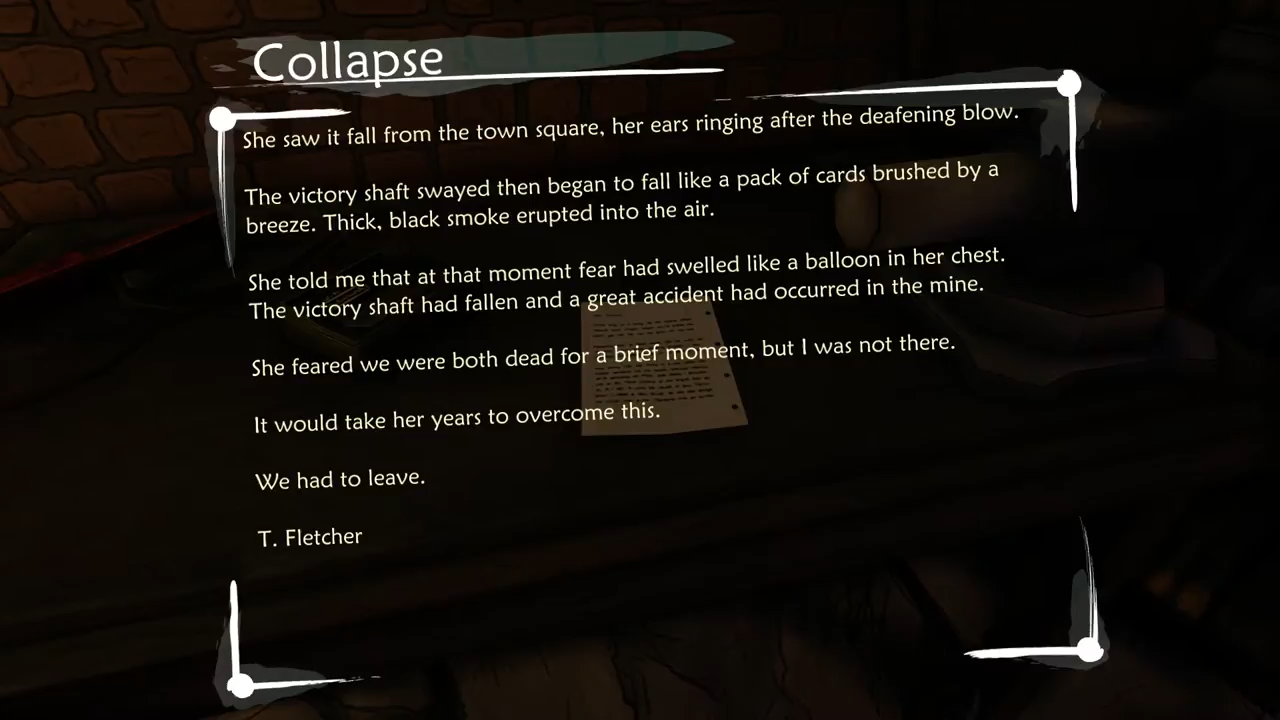 Collapse
She saw it fall from the town square, her ears ringing after the deafening blow.
The victory shaft swayed then began to fall like a pack of cards brushed by a
breeze. Thick, black smoke erupted into the air.
She told me that at that moment fear had swelled like a balloon in her chest.
The victory shaft had fallen and a great accident had occurred in the mine.
She feared we were both dead for a brief moment, but I was not there.
It would take her years to overcome this.
We had to leave.
T. Fletcher